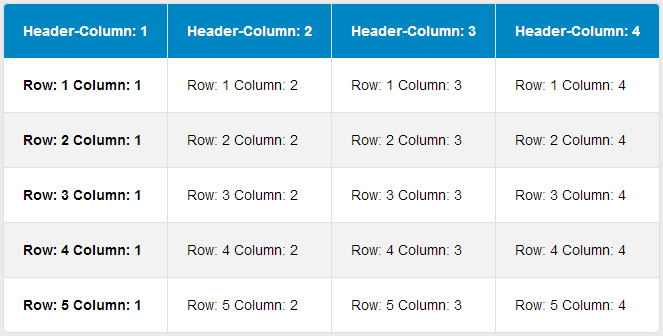 Header-Column: 1 Header-Column: 2 Header-Column: 3 Header-Column: 4
Row: 1 Column: 1 Row: 1 Column: 2 Row: 1 Column: 3 Row: 1 Column: 4
Row: 2 Column: 1 Row: 2 Column: 2 Row: 2 Column: 3 Row: 2 Column: 4
Row: 3 Column: 1 Row: 3 Column: 2 Row: 3 Column: 3 Row: 3 Column: 4
Row: 4 Column: 1 Row: 4 Column: 2 Row: 4 Column: 3 Row: 4 Column: 4
Row: 5 Column: 1 Row: 5 Column: 2 Row: 5 Column: 3 Row: 5 Column: 4